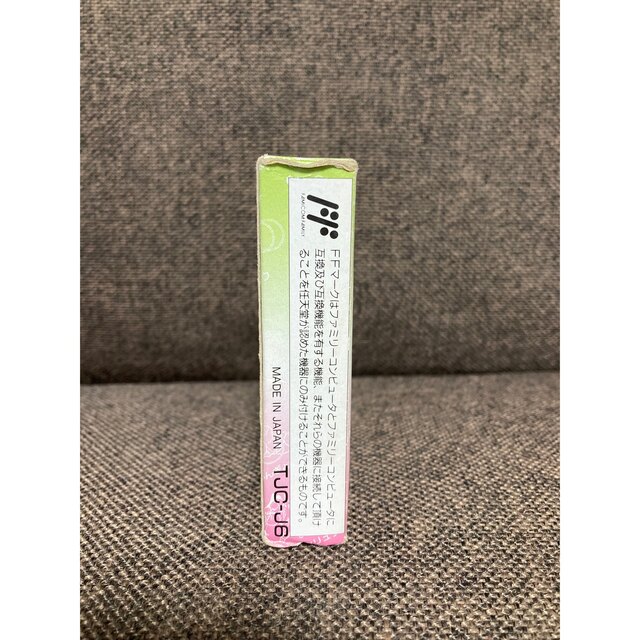 FAMICOM FAMILY
FFマークはファミリーコンピュータとファミリーコンピュータに
互換及び互換機能を有する機能、またそれらの機器に接続して頂け
ることを任天堂が認めた機器にのみ付けることができるものです。
MADE IN JAPAN TJC-J6